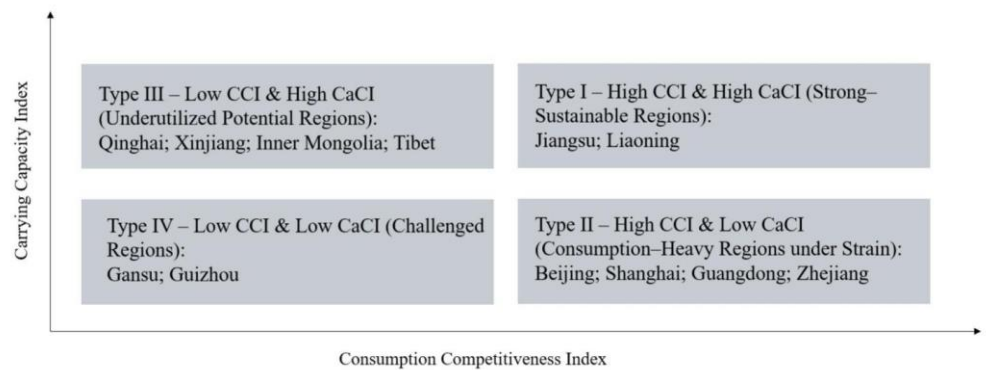 Carrying Capacity Index
Type III – Low CCI & High CaCI
(Underutilized Potential Regions):
Qinghai; Xinjiang; Inner Mongolia; Tibet
Type I – High CCI & High CaCI (Strong–
Sustainable Regions):
Jiangsu; Liaoning
Type IV – Low CCI & Low CaCI (Challenged
Regions):
Gansu; Guizhou
Type II – High CCI & Low CaCI
(Consumption–Heavy Regions under Strain):
Beijing; Shanghai; Guangdong; Zhejiang
Consumption Competitiveness Index